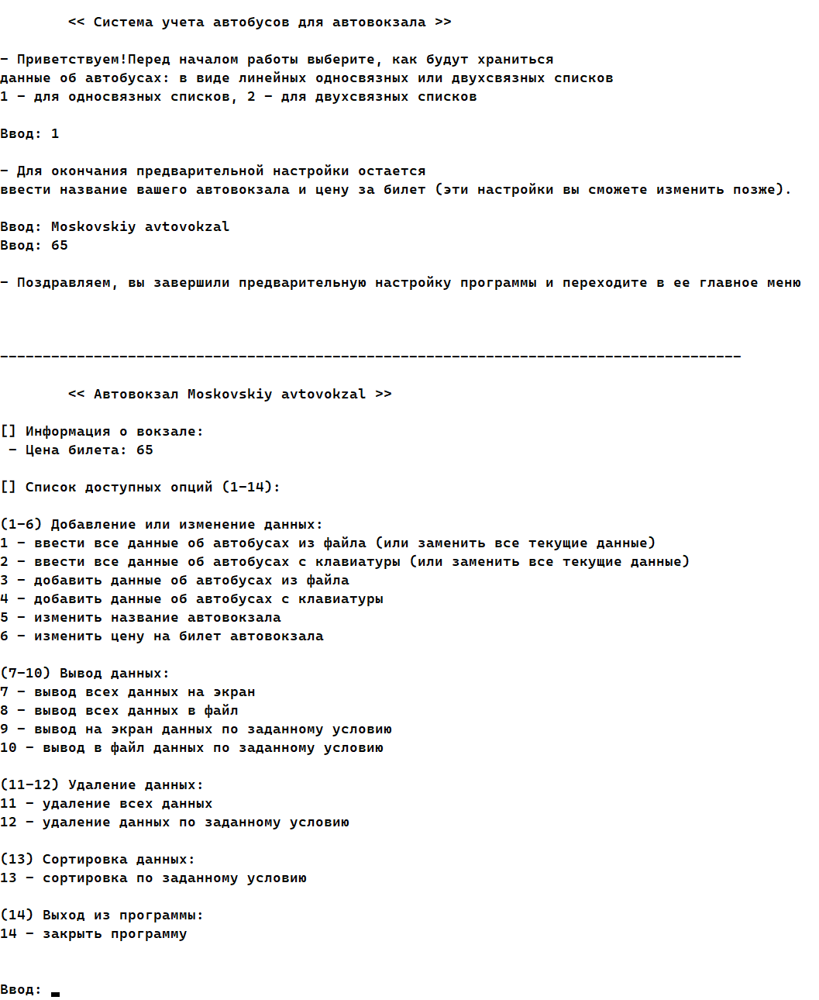 << Система учета автобусов для автовокзала >>
- Приветствуем!Перед началом работы выберите, как будут храниться
данные об автобусах: в виде линейных односвязных или двухсвязных списков
1 - для односвязных списков, 2 - для двухсвязных списков
Ввод: 1
- Для окончания предварительной настройки остается
ввести название вашего автовокзала и цену за билет (эти настройки вы сможете изменить позже).
Ввод: Moskovskiy avtovokzal
Ввод: 65
- Поздравляем, вы завершили предварительную настройку программы и переходите в ее главное меню
---------------------------------------------------------------------------------------
<< Автовокзал Moskovskiy avtovokzal >>
[] Информация о вокзале:
- Цена билета: 65
[] Список доступных опций (1-14):
(1-6) Добавление или изменение данных:
1 - ввести все данные об автобусах из файла (или заменить все текущие данные)
2 - ввести все данные об автобусах с клавиатуры (или заменить все текущие данные)
3 - добавить данные об автобусах из файла
4 - добавить данные об автобусах с клавиатуры
5 - изменить название автовокзала
6 - изменить цену на билет автовокзала
(7-10) Вывод данных:
7 - вывод всех данных на экран
8 - вывод всех данных в файл
9 - вывод на экран данных по заданному условию
10 - вывод в файл данных по заданному условию
(11-12) Удаление данных:
11 - удаление всех данных
12 - удаление данных по заданному условию
(13) Сортировка данных:
13 - сортировка по заданному условию
(14) Выход из программы:
14 - закрыть программу
Ввод: